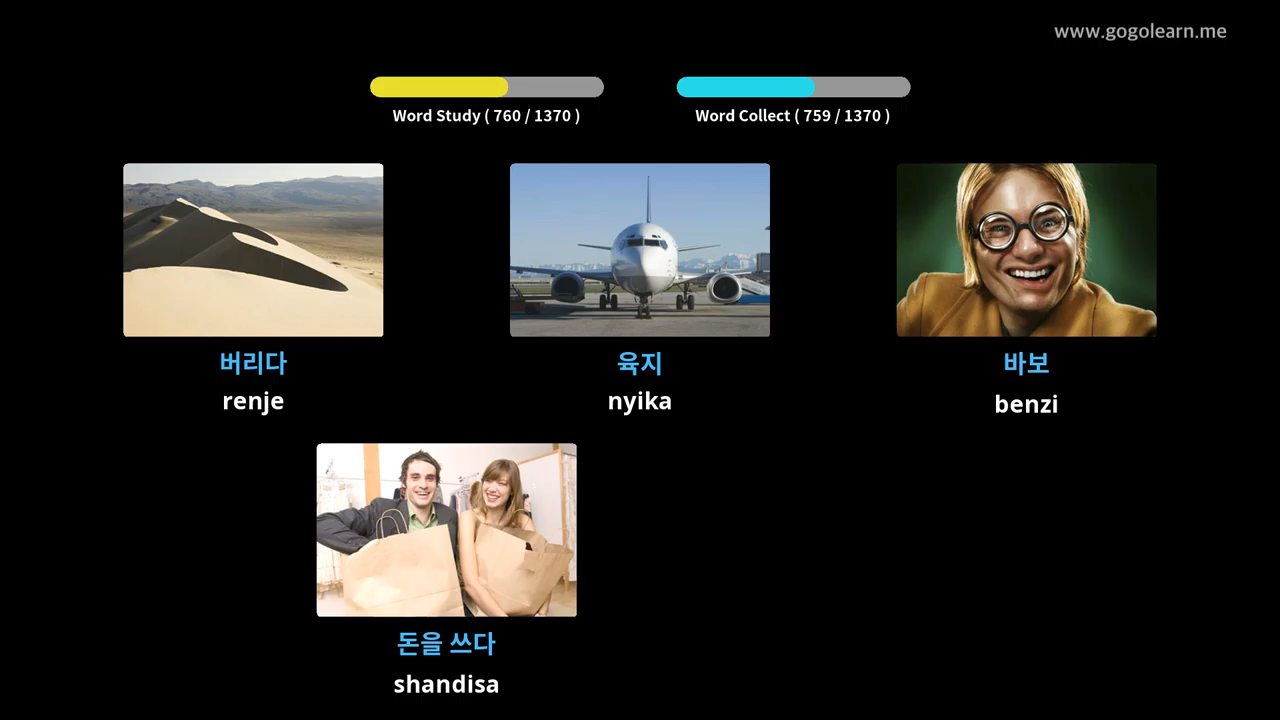 www.gogolearn.me
Word Study ( 760 / 1370 )
Word Collect ( 759 / 1370 )
버리다
renje
육지
nyika
바보
benzi
돈을 쓰다
shandisa